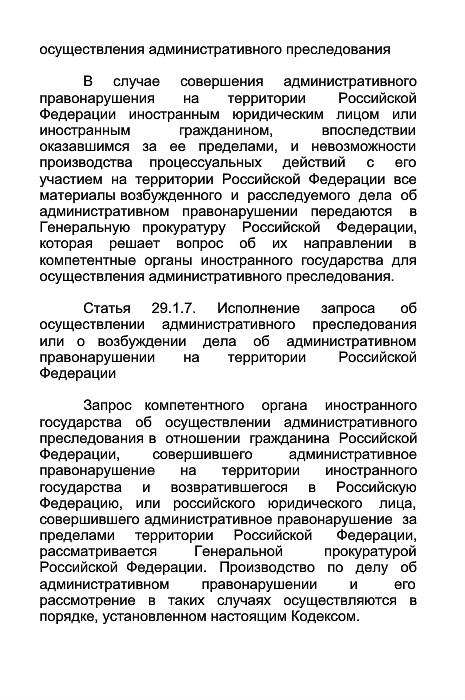 осуществления административного преследования
В случае совершения административного
правонарушения на территории Российской
Федерации иностранным юридическим лицом или
иностранным гражданином, впоследствии
оказавшимся за ее пределами, и невозможности
производства процессуальных действий с его
участием на территории Российской Федерации все
материалы возбужденного и расследуемого дела об
административном правонарушении передаются в
Генеральную прокуратуру Российской Федерации,
которая решает вопрос об их направлении в
компетентные органы иностранного государства для
осуществления административного преследования.
Статья 29.1.7. Исполнение запроса об
осуществлении административного преследования
или о возбуждении дела об административном
правонарушении на территории Российской
Федерации
Запрос компетентного органа иностранного
государства об осуществлении административного
преследования в отношении гражданина Российской
Федерации, совершившего административное
правонарушение на территории иностранного
государства и возвратившегося в Российскую
Федерацию, или российского юридического лица,
совершившего административное правонарушение за
пределами территории Российской Федерации,
рассматривается Генеральной прокуратурой
Российской Федерации. Производство по делу об
административном правонарушении и его
рассмотрение в таких случаях осуществляются в
порядке, установленном настоящим Кодексом.